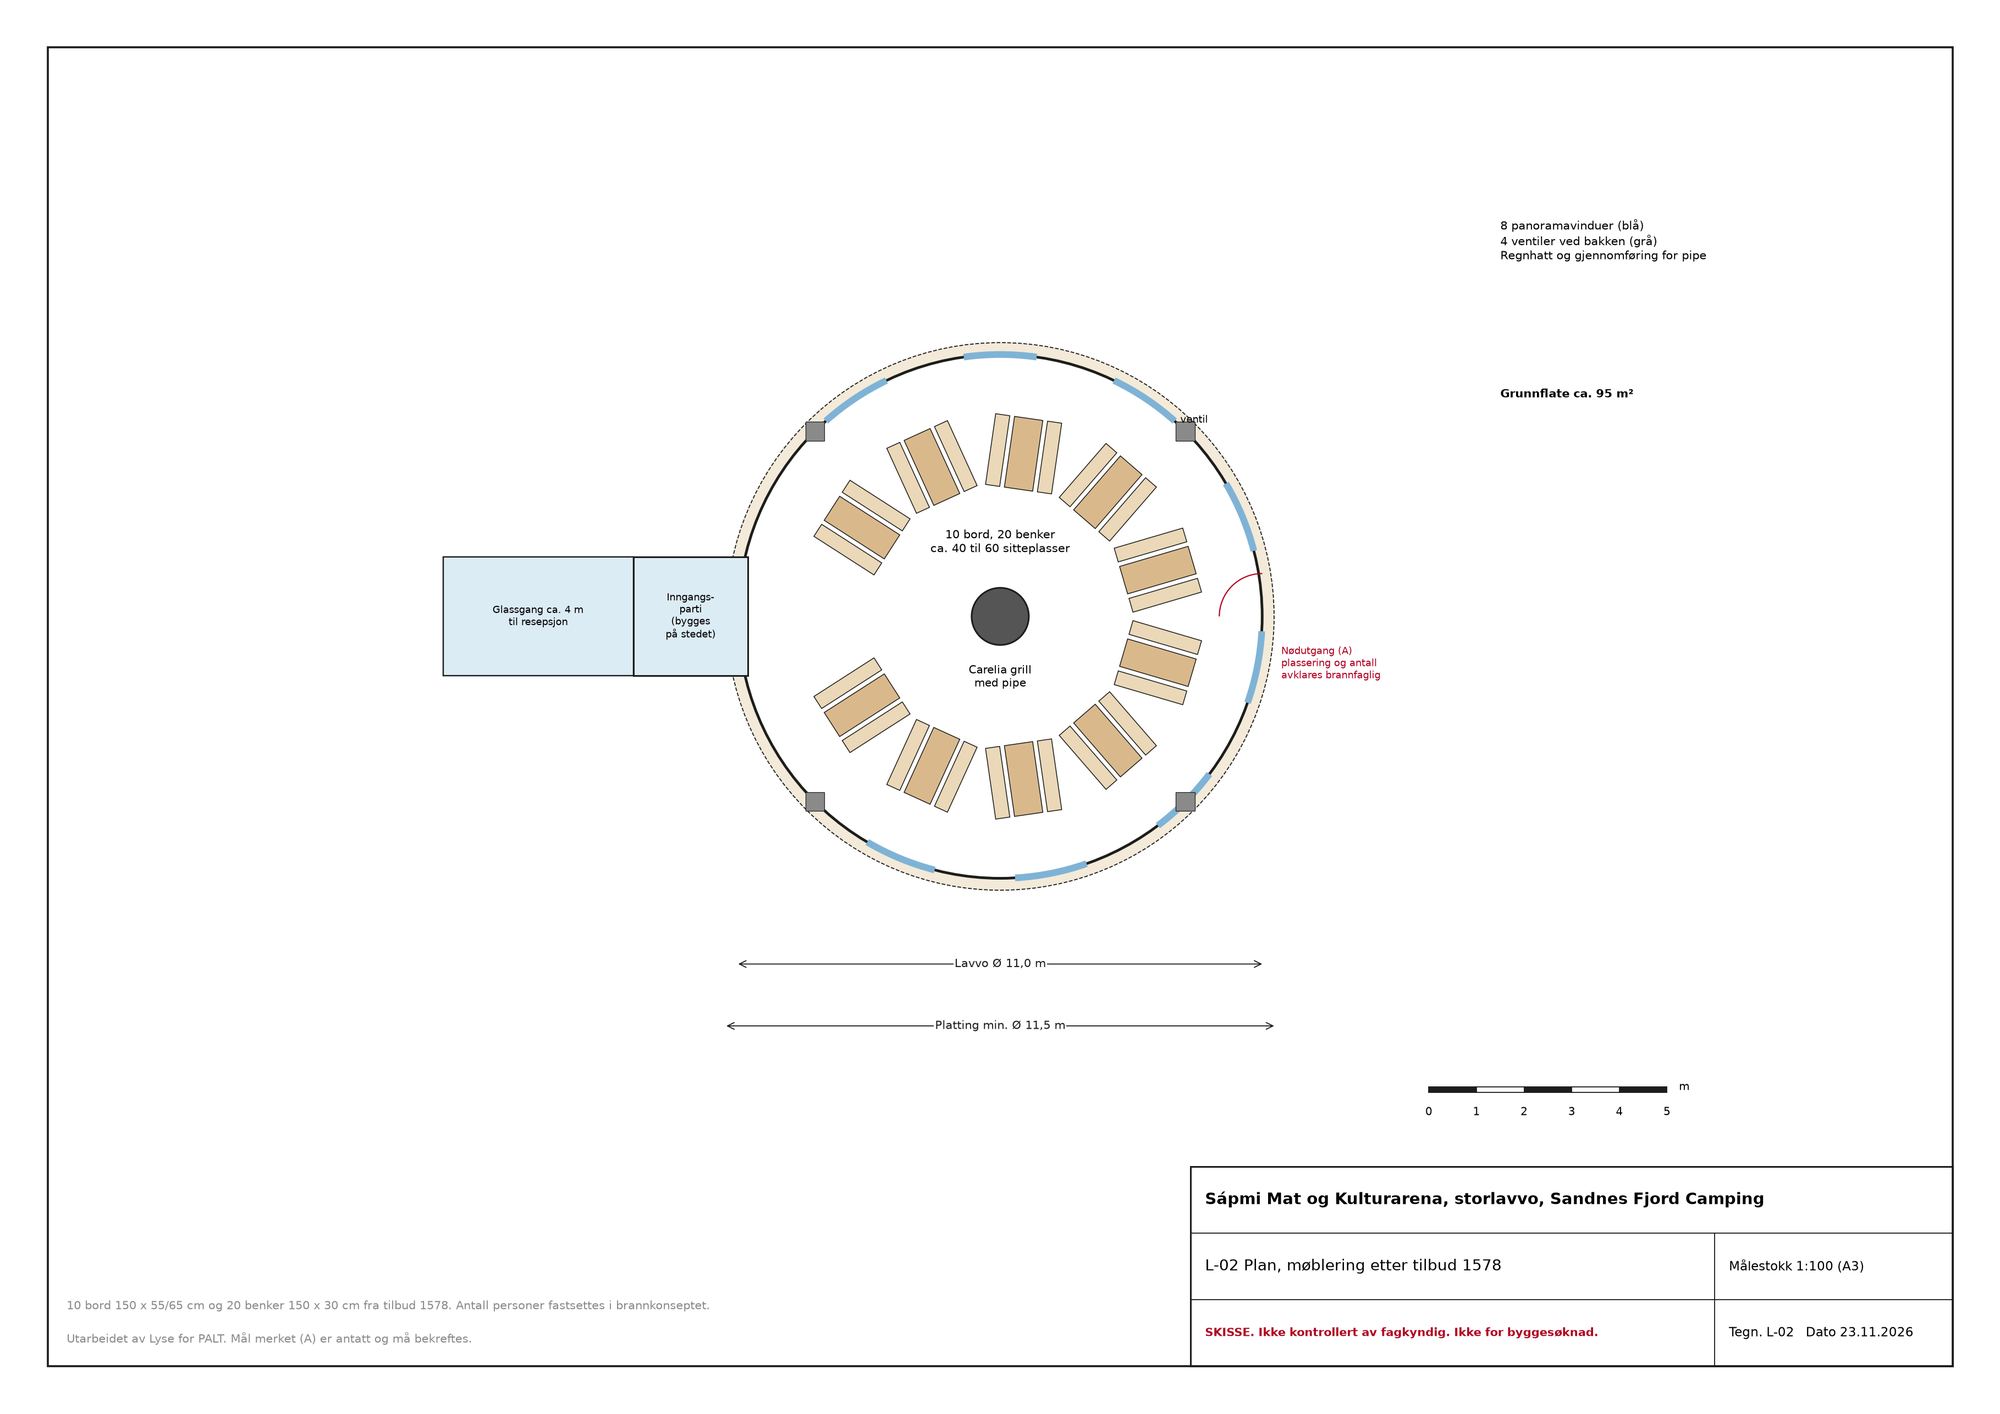 8 panoramavinduer (blå)
4 ventiler ved bakken (grå)
Regnhatt og gjennomføring for pipe
Grunnflate ca. 95 m²
ventil
10 bord, 20 benker
ca. 40 til 60 sitteplasser
Glassgang ca. 4 m
til resepsjon
Inngangs-
parti
(bygges
på stedet)
Carelia grill
med pipe
Nødutgang (A)
plassering og antall
avklares brannfaglig
Lavvo Ø 11,0 m
Platting min. Ø 11,5 m
m
0 1 2 3 4 5
Sápmi Mat og Kulturarena, storlavvo, Sandnes Fjord Camping
L-02 Plan, møblering etter tilbud 1578
Målestokk 1:100 (A3)
SKISSE. Ikke kontrollert av fagkyndig. Ikke for byggesøknad.
Tegn. L-02 Dato 23.11.2026
10 bord 150 x 55/65 cm og 20 benker 150 x 30 cm fra tilbud 1578. Antall personer fastsettes i brannkonseptet.
Utarbeidet av Lyse for PALT. Mål merket (A) er antatt og må bekreftes.